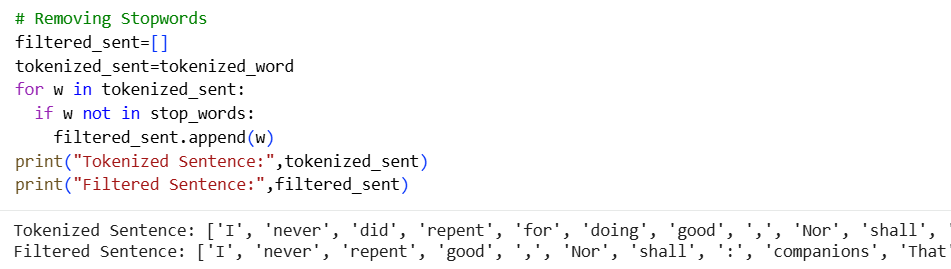 # Removing Stopwords
filtered_sent=[]
tokenized_sent=tokenized_word
for w in tokenized_sent:
  if w not in stop_words:
    filtered_sent.append(w)
print("Tokenized Sentence:",tokenized_sent)
print("Filtered Sentence:",filtered_sent)
Tokenized Sentence: ['I', 'never', 'did', 'repent', 'for', 'doing', 'good', ',', 'Nor', 'shall', '
Filtered Sentence: ['I', 'never', 'repent', 'good', ',', 'Nor', 'shall', ':', 'companions', 'That'